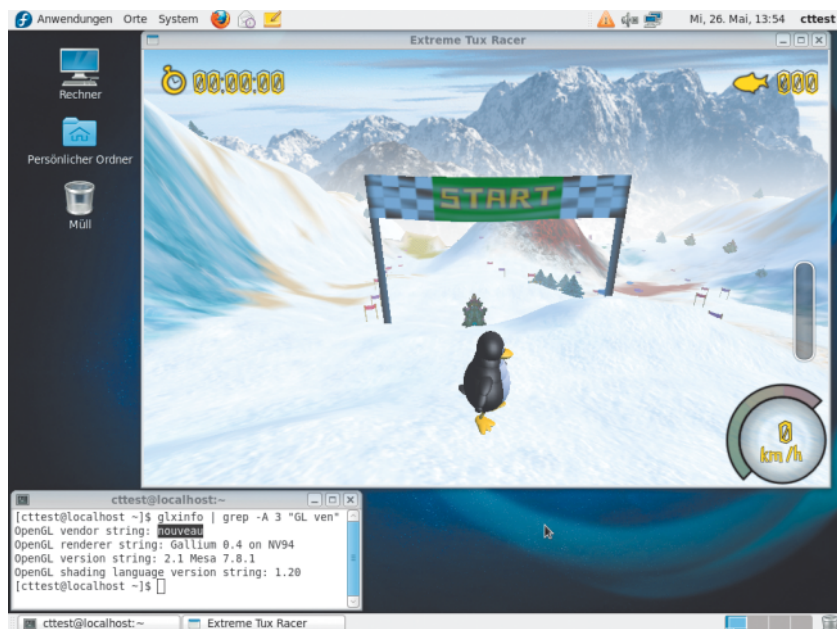 Anwendungen Orte System
Mi, 26. Mai, 13:54 cttest
Extreme Tux Racer
Rechner
Persönlicher Ordner
Müll
00:00:00
000
START
0
km/h
cttest@localhost:~
[cttest@localhost ~]$ glxinfo | grep -A 3 "GL ven"
OpenGL vendor string: nouveau
OpenGL renderer string: Gallium 0.4 on NV94
OpenGL version string: 2.1 Mesa 7.8.1
OpenGL shading language version string: 1.20
[cttest@localhost ~]$
cttest@localhost:~
Extreme Tux Racer